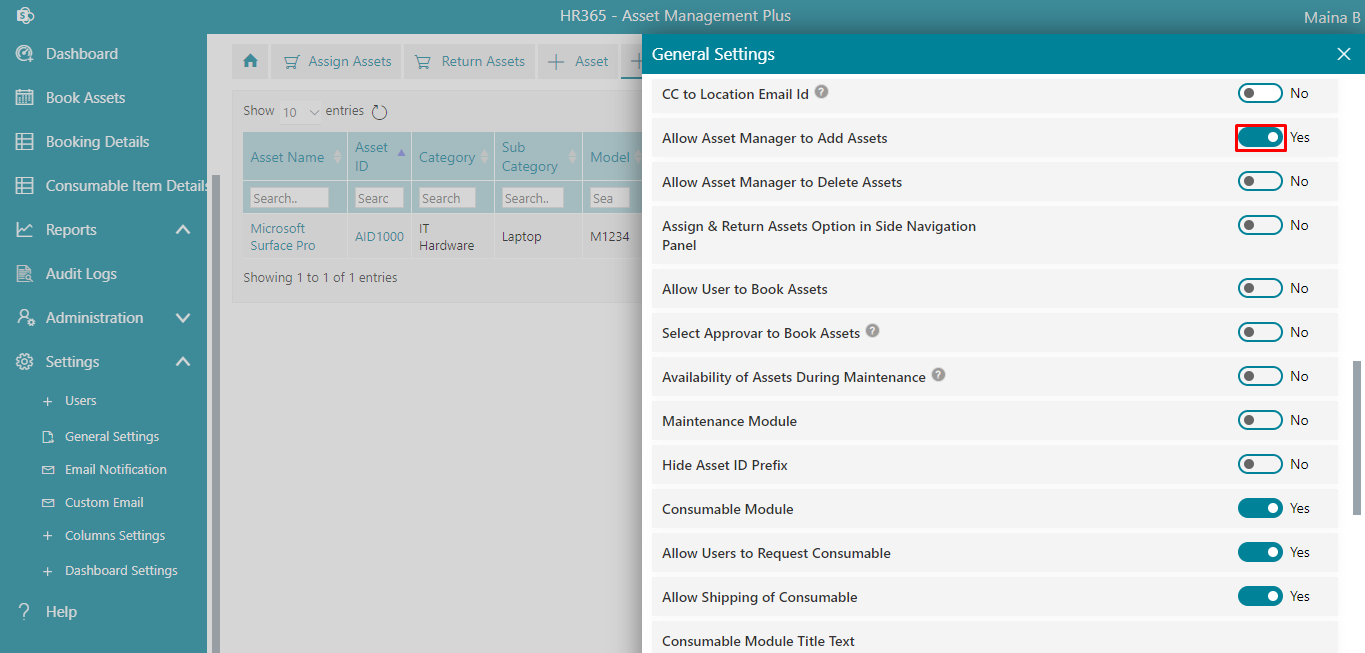 HR365 - Asset Management Plus
Maina B
Dashboard
Book Assets
Booking Details
Consumable Item Details
Reports
Audit Logs
Administration
Settings
Users
General Settings
Email Notification
Custom Email
Columns Settings
Dashboard Settings
Help
Assign Assets
Return Assets
Asset
Show 10 entries
Asset Name
Asset
ID
Category
Sub
Category
Model
Search..
Searc
Search
Search..
Sea
Microsoft
Surface Pro
AID1000
IT
Hardware
Laptop
M1234
Showing 1 to 1 of 1 entries
General Settings
CC to Location Email Id ? No
Allow Asset Manager to Add Assets Yes
Allow Asset Manager to Delete Assets No
Assign & Return Assets Option in Side Navigation No
Panel
Allow User to Book Assets No
Select Approvar to Book Assets ? No
Availability of Assets During Maintenance ? No
Maintenance Module No
Hide Asset ID Prefix No
Consumable Module Yes
Allow Users to Request Consumable Yes
Allow Shipping of Consumable Yes
Consumable Module Title Text